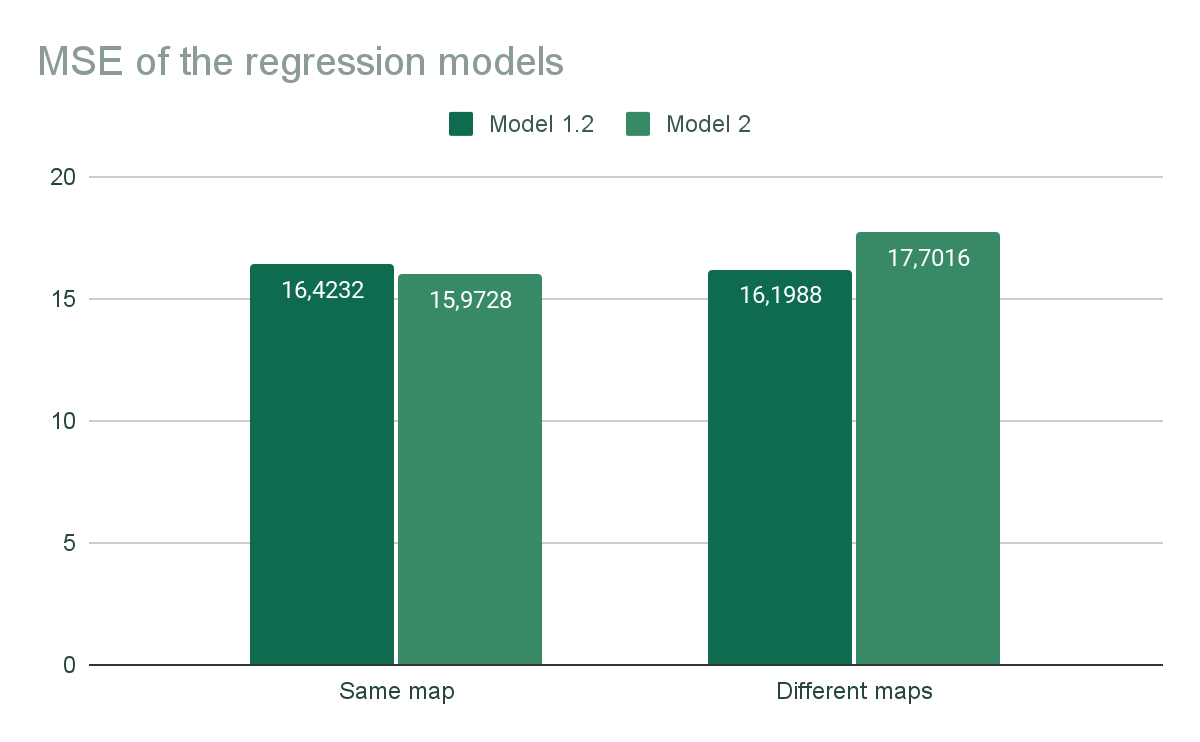 MSE of the regression models
Model 1.2 Model 2
20
16,4232 15,9728 16,1988 17,7016
15
10
5
0
Same map Different maps